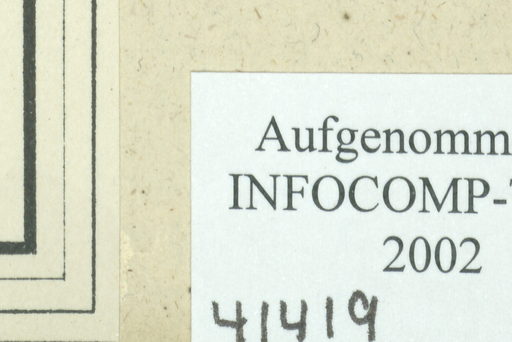 Aufgenomm
INFOCOMP-
2002
41419